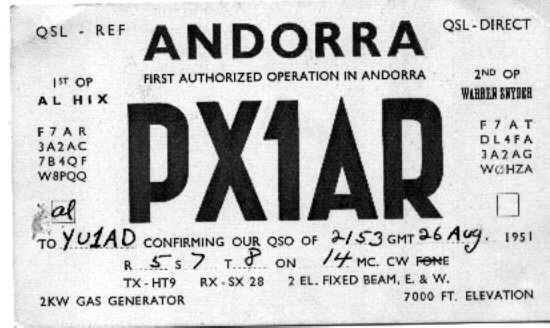 QSL - REF ANDORRA QSL - DIRECT
FIRST AUTHORIZED OPERATION IN ANDORRA
1ST OP
AL HIX
F7AR
3A2AC
7B4QF
W8PQQ
PX1AR
2ND OP
WARREN SNYDER
F7AT
DL4FA
3A2AG
WØHZA
al
TO YU1AD CONFIRMING OUR QSO OF 2153 GMT 26 Aug. 1951
R 5 S 7 T 8 ON 14 MC. CW FONE
TX - HT9 RX - SX 28 2 EL. FIXED BEAM, E. & W.
2KW GAS GENERATOR 7000 FT. ELEVATION